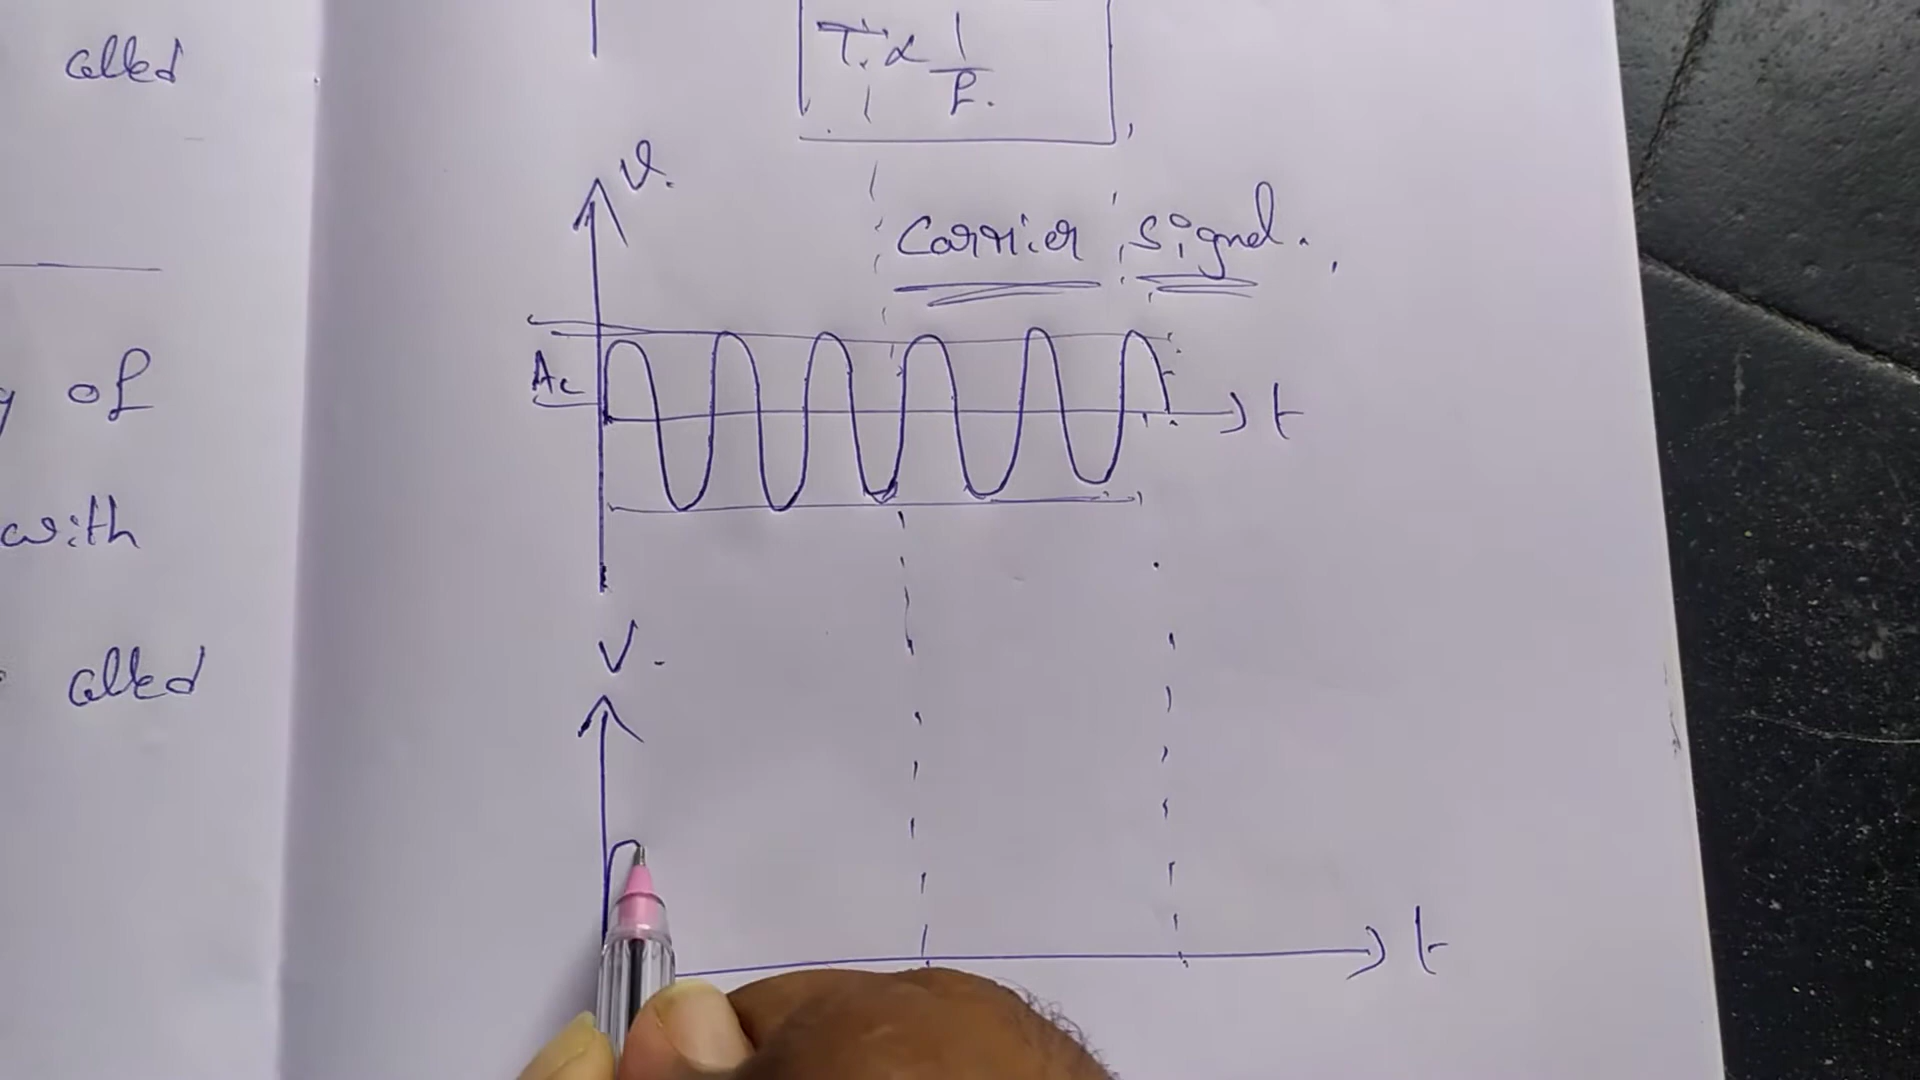 called
y of
with
called
T ∝ 1/f.
V.
Carrier signal.
Ac
t
V.
t